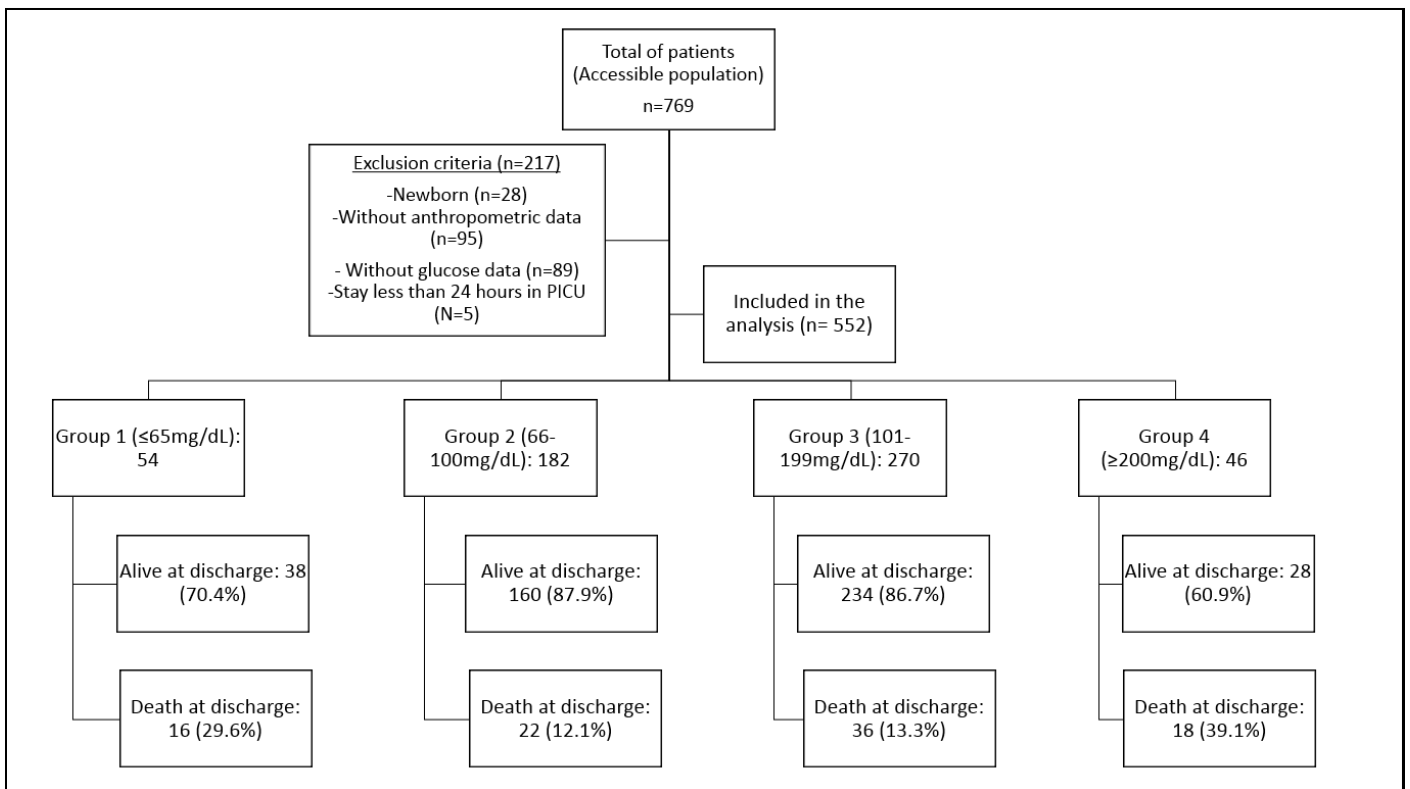 Total of patients
(Accessible population)
n=769
Exclusion criteria (n=217)
-Newborn (n=28)
-Without anthropometric data
(n=95)
- Without glucose data (n=89)
-Stay less than 24 hours in PICU
(N=5)
Included in the
analysis (n= 552)
Group 1 (≤65mg/dL):
54
Group 2 (66-
100mg/dL): 182
Group 3 (101-
199mg/dL): 270
Group 4
(≥200mg/dL): 46
Alive at discharge: 38
(70.4%)
Alive at discharge:
160 (87.9%)
Alive at discharge:
234 (86.7%)
Alive at discharge: 28
(60.9%)
Death at discharge:
16 (29.6%)
Death at discharge:
22 (12.1%)
Death at discharge:
36 (13.3%)
Death at discharge:
18 (39.1%)